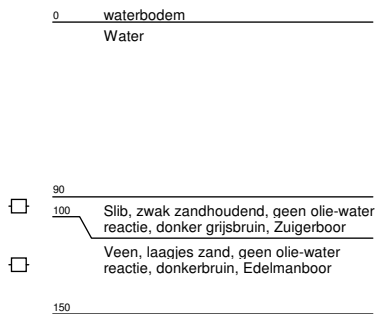 0 waterbodem
Water
90
100 Slib, zwak zandhoudend, geen olie-water
reactie, donker grijsbruin, Zuigerboor
Veen, laagjes zand, geen olie-water
reactie, donkerbruin, Edelmanboor
150